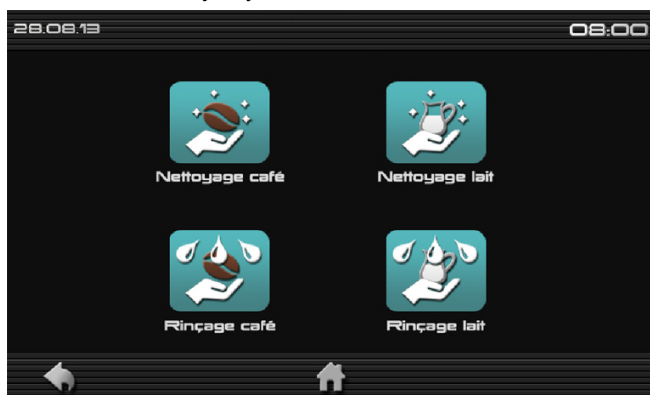 28.08.13
08:00
Nettoyage café
Nettoyage lait
Rinçage café
Rinçage lait